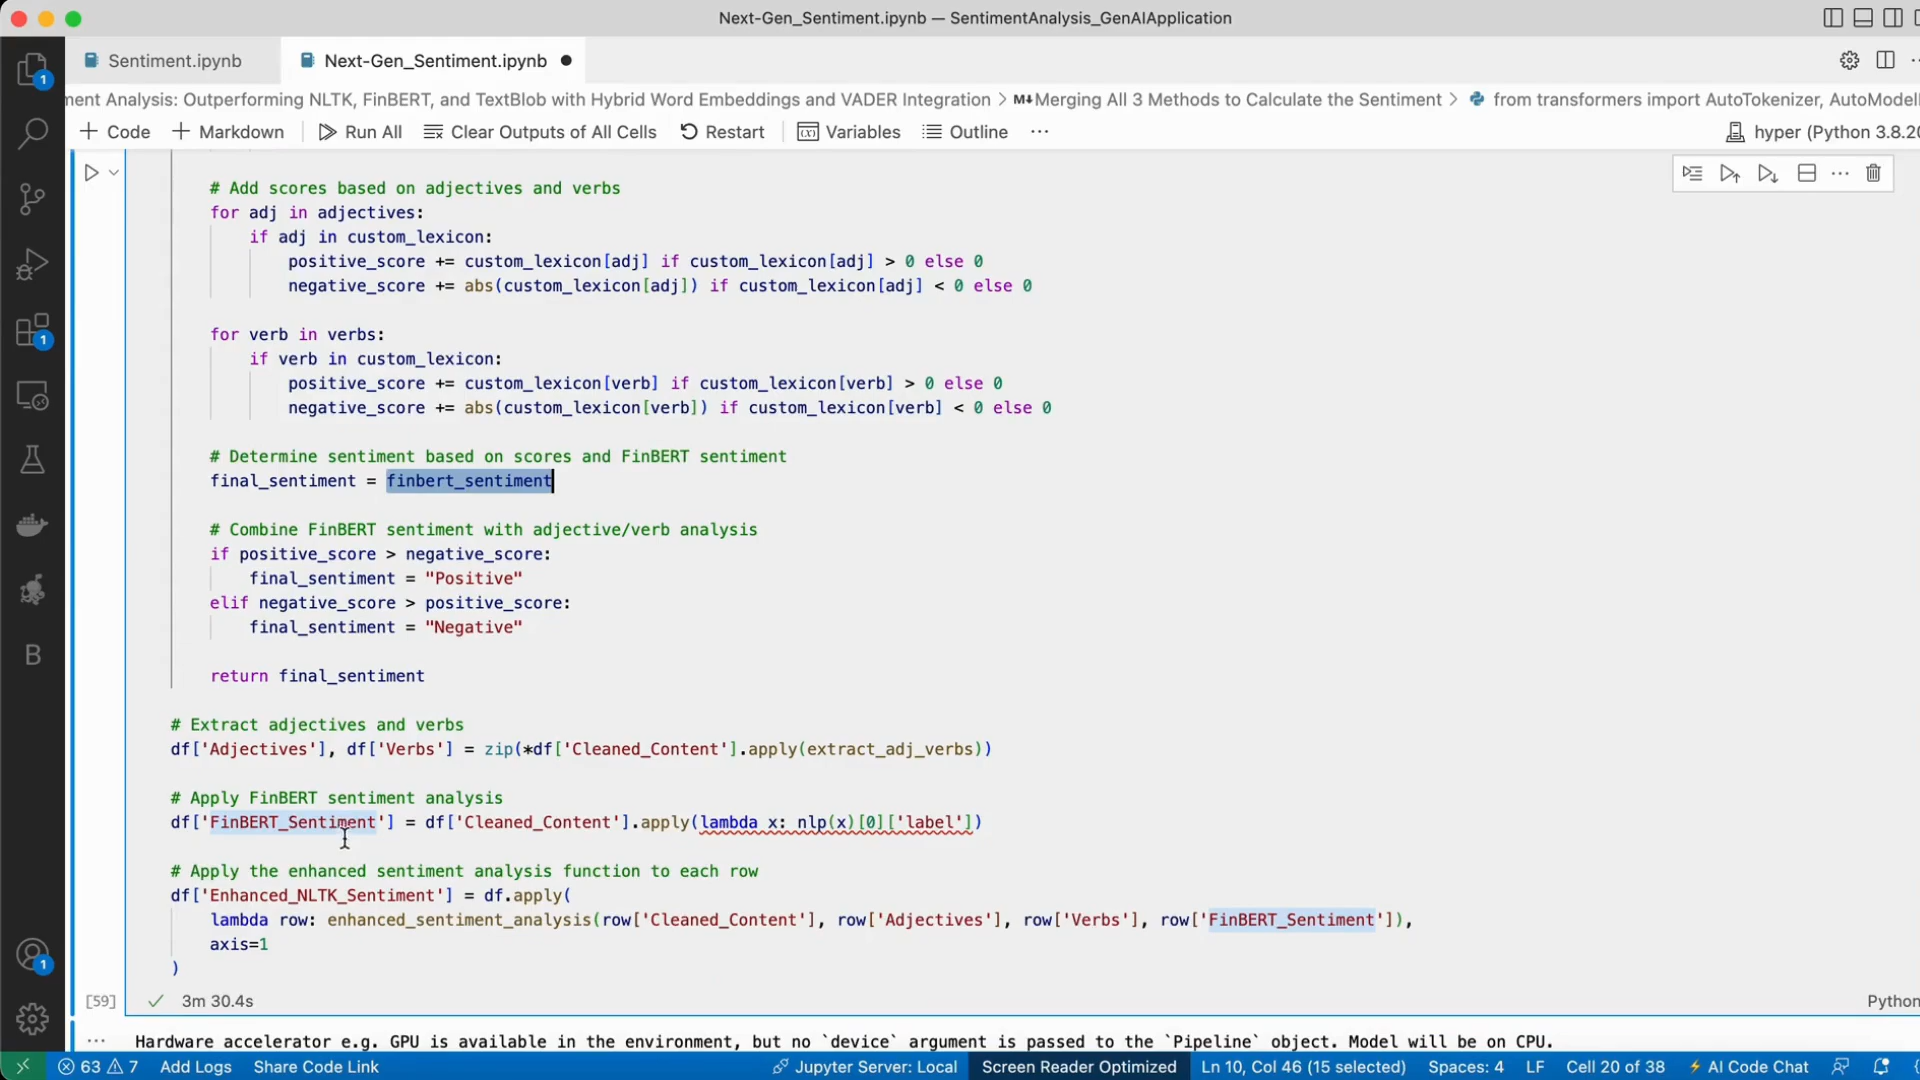 Next-Gen_Sentiment.ipynb — SentimentAnalysis_GenAIApplication
Sentiment.ipynb
Next-Gen_Sentiment.ipynb
ment Analysis: Outperforming NLTK, FinBERT, and TextBlob with Hybrid Word Embeddings and VADER Integration > M↓Merging All 3 Methods to Calculate the Sentiment > from transformers import AutoTokenizer, AutoModell
+ Code + Markdown Run All Clear Outputs of All Cells Restart Variables Outline ··· hyper (Python 3.8.20
# Add scores based on adjectives and verbs
for adj in adjectives:
if adj in custom_lexicon:
positive_score += custom_lexicon[adj] if custom_lexicon[adj] > 0 else 0
negative_score += abs(custom_lexicon[adj]) if custom_lexicon[adj] < 0 else 0
for verb in verbs:
if verb in custom_lexicon:
positive_score += custom_lexicon[verb] if custom_lexicon[verb] > 0 else 0
negative_score += abs(custom_lexicon[verb]) if custom_lexicon[verb] < 0 else 0
# Determine sentiment based on scores and FinBERT sentiment
final_sentiment = finbert_sentiment
# Combine FinBERT sentiment with adjective/verb analysis
if positive_score > negative_score:
final_sentiment = "Positive"
elif negative_score > positive_score:
final_sentiment = "Negative"
return final_sentiment
# Extract adjectives and verbs
df['Adjectives'], df['Verbs'] = zip(*df['Cleaned_Content'].apply(extract_adj_verbs))
# Apply FinBERT sentiment analysis
df['FinBERT_Sentiment'] = df['Cleaned_Content'].apply(lambda x: nlp(x)[0]['label'])
# Apply the enhanced sentiment analysis function to each row
df['Enhanced_NLTK_Sentiment'] = df.apply(
lambda row: enhanced_sentiment_analysis(row['Cleaned_Content'], row['Adjectives'], row['Verbs'], row['FinBERT_Sentiment']),
axis=1
)
[59] ✓ 3m 30.4s Python
··· Hardware accelerator e.g. GPU is available in the environment, but no `device` argument is passed to the `Pipeline` object. Model will be on CPU.
63 7 Add Logs Share Code Link Jupyter Server: Local Screen Reader Optimized Ln 10, Col 46 (15 selected) Spaces: 4 LF Cell 20 of 38 AI Code Chat
1
1
B
1